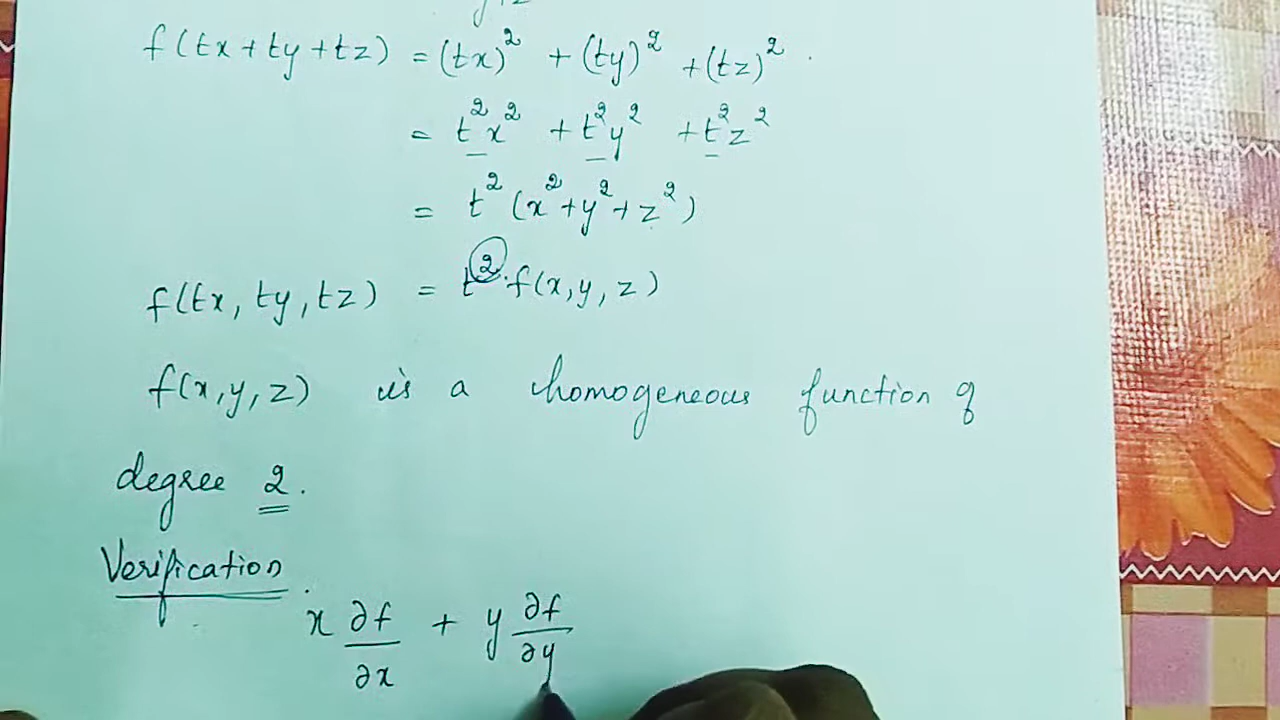 f(tx+ty+tz) = (tx)² + (ty)² + (tz)².
= t²x² + t²y² + t²z²
= t²(x²+y²+z²)
f(tx, ty, tz) = t²·f(x,y,z)
f(x,y,z) is a homogeneous function of
degree 2.
Verification
x ∂f/∂x + y ∂f/∂y